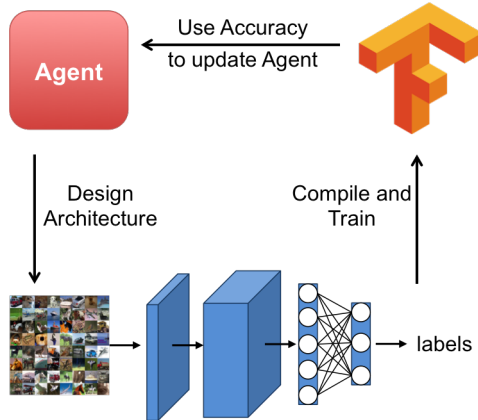 Use Accuracy
to update Agent
Agent
Design
Architecture
Compile and
Train
labels